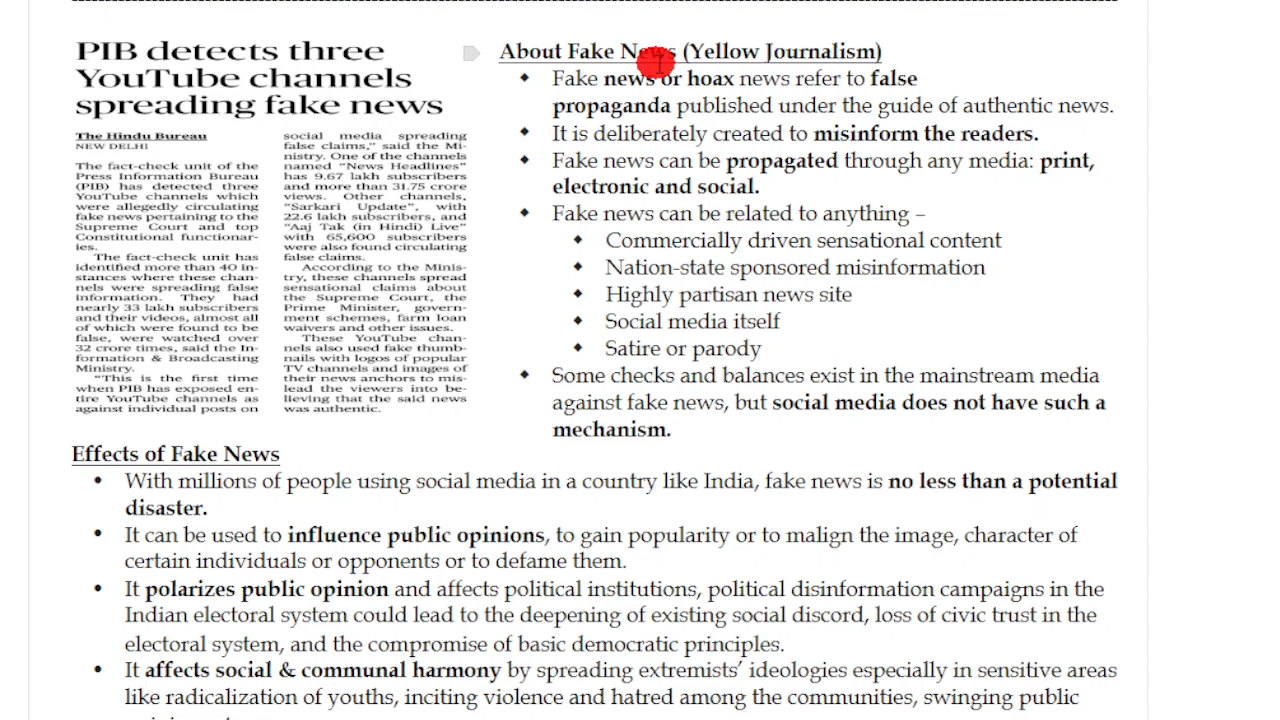 PIB detects three
YouTube channels
spreading fake news
The Hindu Bureau
NEW DELHI
The fact-check unit of the
Press Information Bureau
(PIB) has detected three
YouTube channels which
were allegedly circulating
fake news pertaining to the
Supreme Court and top
Constitutional functionar-
ies.
The fact-check unit has
identified more than 40 in-
stances where these chan-
nels were spreading false
information. They had
nearly 33 lakh subscribers
and their videos, almost all
of which were found to be
false, were watched over
32 crore times, said the In-
formation & Broadcasting
Ministry.
“This is the first time
when PIB has exposed en-
tire YouTube channels as
against individual posts on
social media spreading
false claims,” said the Mi-
nistry. One of the channels
named “News Headlines”
has 9.67 lakh subscribers
and more than 31.75 crore
views. Other channels,
“Sarkari Update”, with
22.6 lakh subscribers, and
“Aaj Tak (in Hindi) Live”
with 65,600 subscribers
were also found circulating
false claims.
According to the Minis-
try, these channels spread
sensational claims about
the Supreme Court, the
Prime Minister, govern-
ment schemes, farm loan
waivers and other issues.
These YouTube chan-
nels also used fake thumb-
nails with logos of popular
TV channels and images of
their news anchors to mis-
lead the viewers into be-
lieving that the said news
was authentic.
About Fake News (Yellow Journalism)
Fake news or hoax news refer to false
propaganda published under the guide of authentic news.
It is deliberately created to misinform the readers.
Fake news can be propagated through any media: print,
electronic and social.
Fake news can be related to anything –
Commercially driven sensational content
Nation-state sponsored misinformation
Highly partisan news site
Social media itself
Satire or parody
Some checks and balances exist in the mainstream media
against fake news, but social media does not have such a
mechanism.
Effects of Fake News
With millions of people using social media in a country like India, fake news is no less than a potential
disaster.
It can be used to influence public opinions, to gain popularity or to malign the image, character of
certain individuals or opponents or to defame them.
It polarizes public opinion and affects political institutions, political disinformation campaigns in the
Indian electoral system could lead to the deepening of existing social discord, loss of civic trust in the
electoral system, and the compromise of basic democratic principles.
It affects social & communal harmony by spreading extremists’ ideologies especially in sensitive areas
like radicalization of youths, inciting violence and hatred among the communities, swinging public